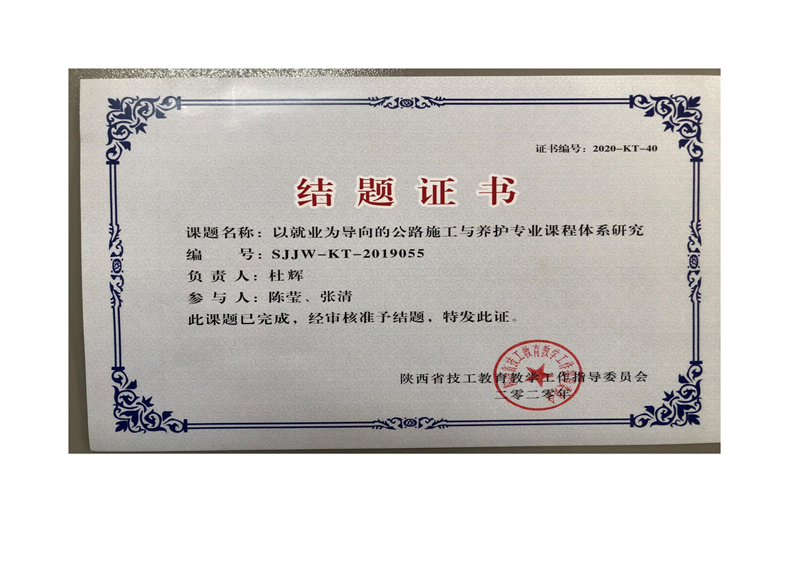 证书编号：2020-KT-40
结题证书
课题名称：以就业为导向的公路施工与养护专业课程体系研究
编　　号：SJJW-KT-2019055
负责人：杜辉
参与人：陈莹、张清
此课题已完成，经审核准予结题，特发此证。
陕西省技工教育教学工作指导委员会
二零二零年